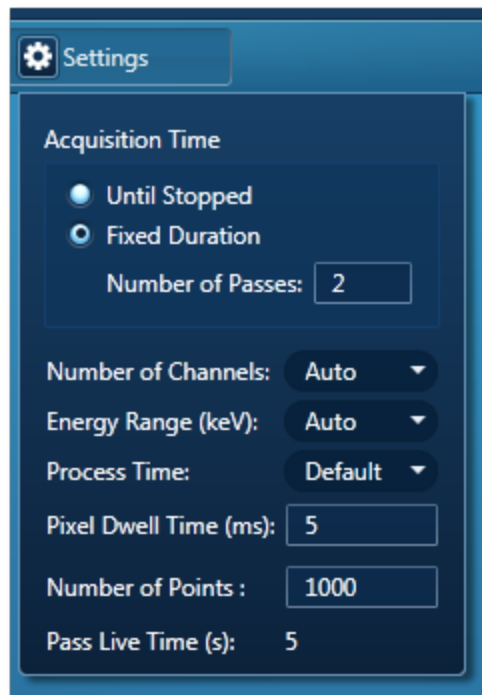 Settings
Acquisition Time
Until Stopped
Fixed Duration
Number of Passes: 2
Number of Channels: Auto
Energy Range (keV): Auto
Process Time: Default
Pixel Dwell Time (ms): 5
Number of Points : 1000
Pass Live Time (s): 5